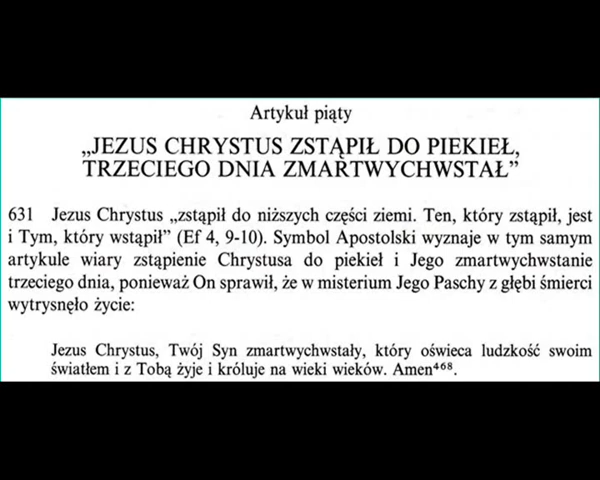 Artykuł piąty
„JEZUS CHRYSTUS ZSTĄPIŁ DO PIEKIEŁ,
TRZECIEGO DNIA ZMARTWYCHWSTAŁ”
631 Jezus Chrystus „zstąpił do niższych części ziemi. Ten, który zstąpił, jest
i Tym, który wstąpił” (Ef 4, 9-10). Symbol Apostolski wyznaje w tym samym
artykule wiary zstąpienie Chrystusa do piekieł i Jego zmartwychwstanie
trzeciego dnia, ponieważ On sprawił, że w misterium Jego Paschy z głębi śmierci
wytrysnęło życie:
Jezus Chrystus, Twój Syn zmartwychwstały, który oświeca ludzkość swoim
światłem i z Tobą żyje i króluje na wieki wieków. Amen⁴⁶⁸.